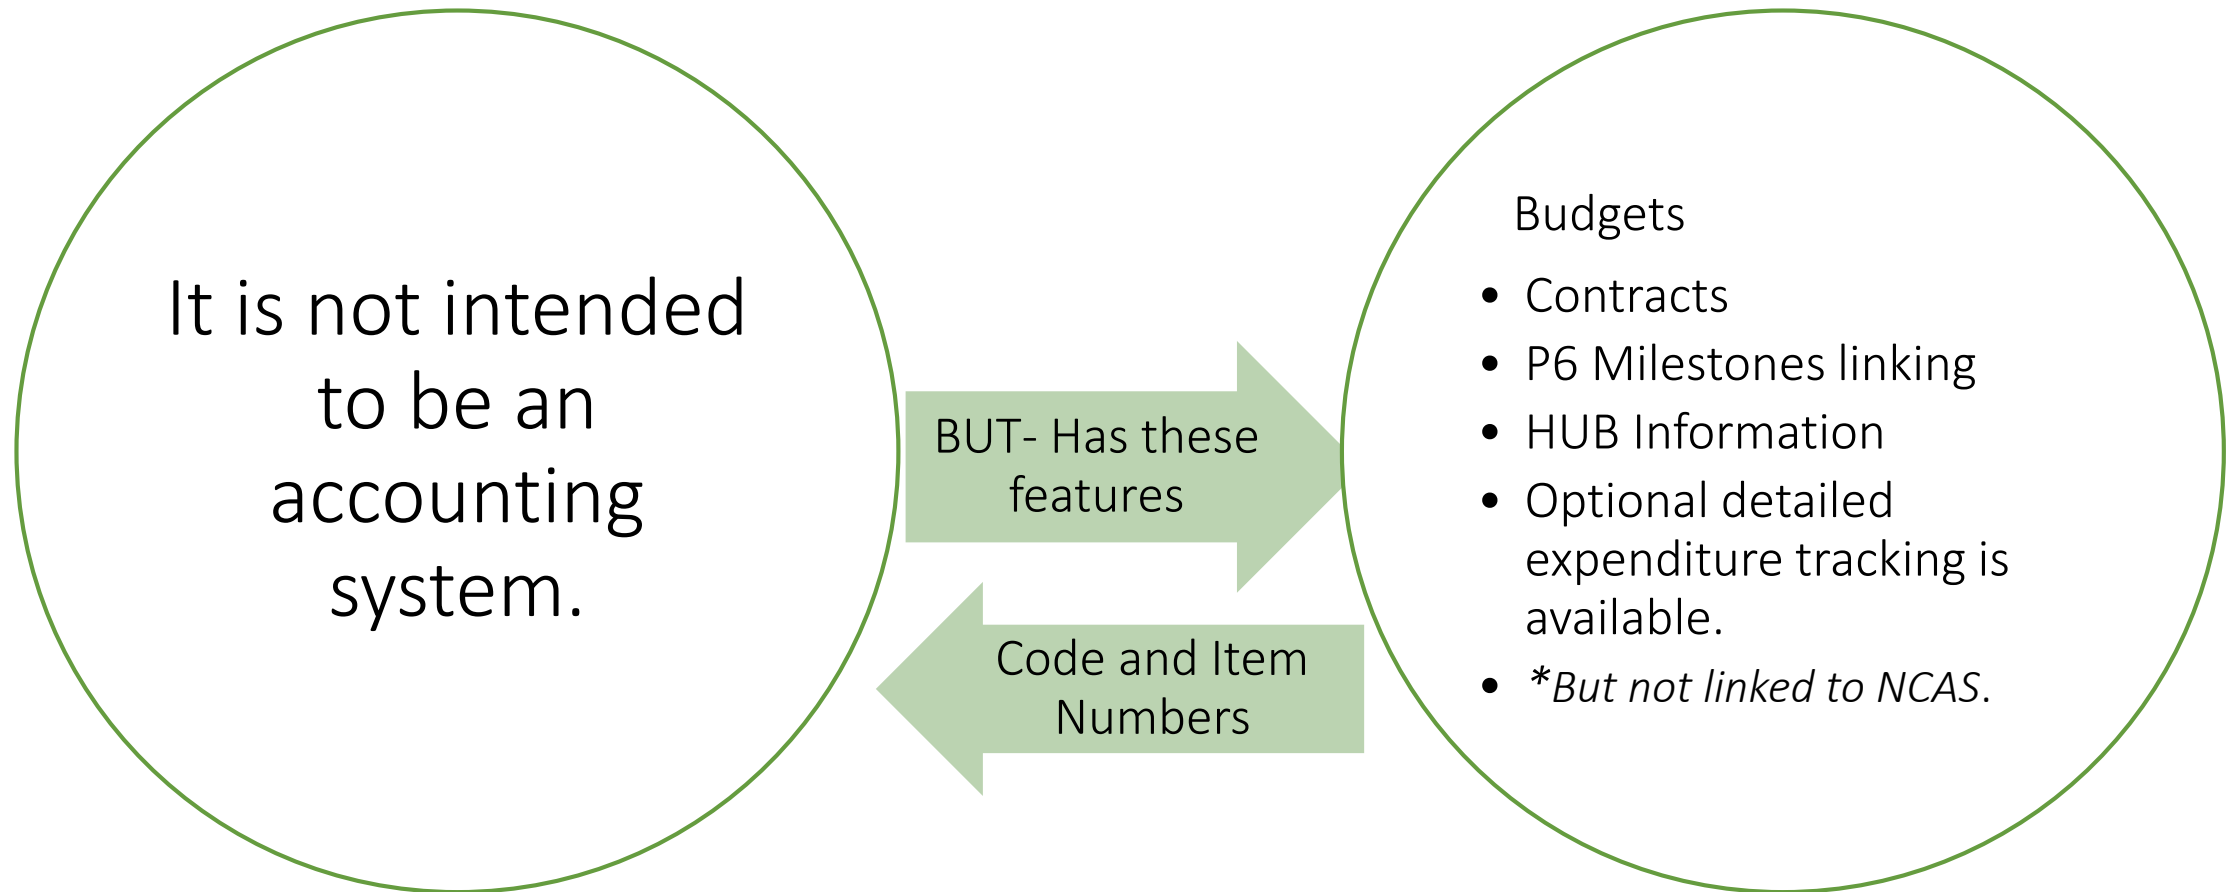 It is not intended
to be an
accounting
system.
BUT- Has these
features
Code and Item
Numbers
Budgets
• Contracts
• P6 Milestones linking
• HUB Information
• Optional detailed
expenditure tracking is
available.
• *But not linked to NCAS.